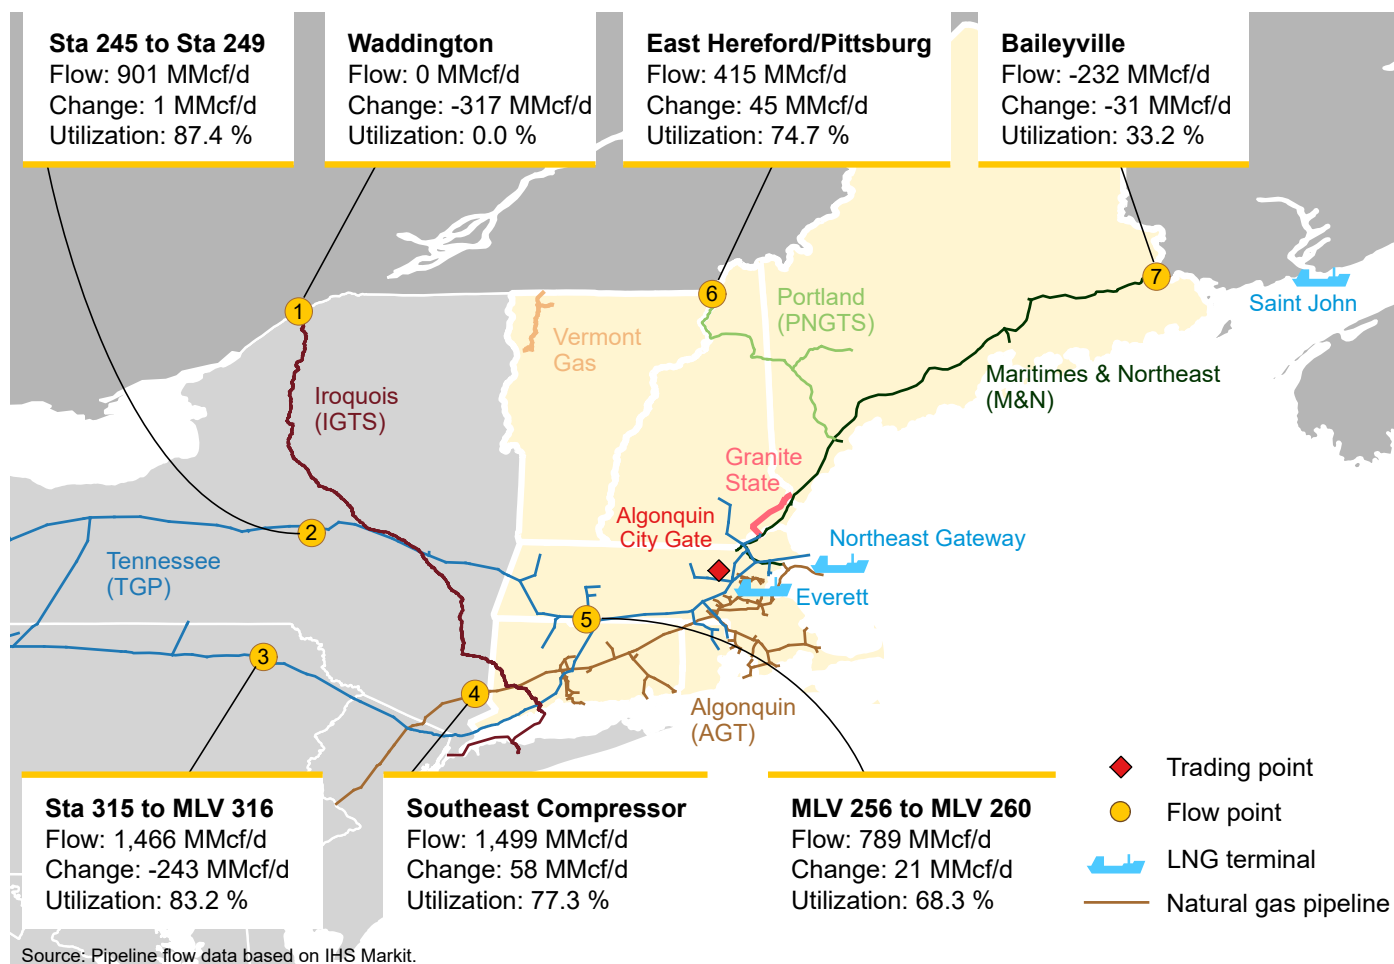 Sta 245 to Sta 249
Flow: 901 MMcf/d
Change: 1 MMcf/d
Utilization: 87.4 %
Waddington
Flow: 0 MMcf/d
Change: -317 MMcf/d
Utilization: 0.0 %
East Hereford/Pittsburg
Flow: 415 MMcf/d
Change: 45 MMcf/d
Utilization: 74.7 %
Baileyville
Flow: -232 MMcf/d
Change: -31 MMcf/d
Utilization: 33.2 %
1
6
7
Saint John
Portland
(PNGTS)
Vermont
Gas
Maritimes & Northeast
(M&N)
Iroquois
(IGTS)
Granite
State
Algonquin
City Gate
2
Northeast Gateway
Tennessee
(TGP)
Everett
5
3
4
Algonquin
(AGT)
Sta 315 to MLV 316
Flow: 1,466 MMcf/d
Change: -243 MMcf/d
Utilization: 83.2 %
Southeast Compressor
Flow: 1,499 MMcf/d
Change: 58 MMcf/d
Utilization: 77.3 %
MLV 256 to MLV 260
Flow: 789 MMcf/d
Change: 21 MMcf/d
Utilization: 68.3 %
Trading point
Flow point
LNG terminal
Natural gas pipeline
Source: Pipeline flow data based on IHS Markit.